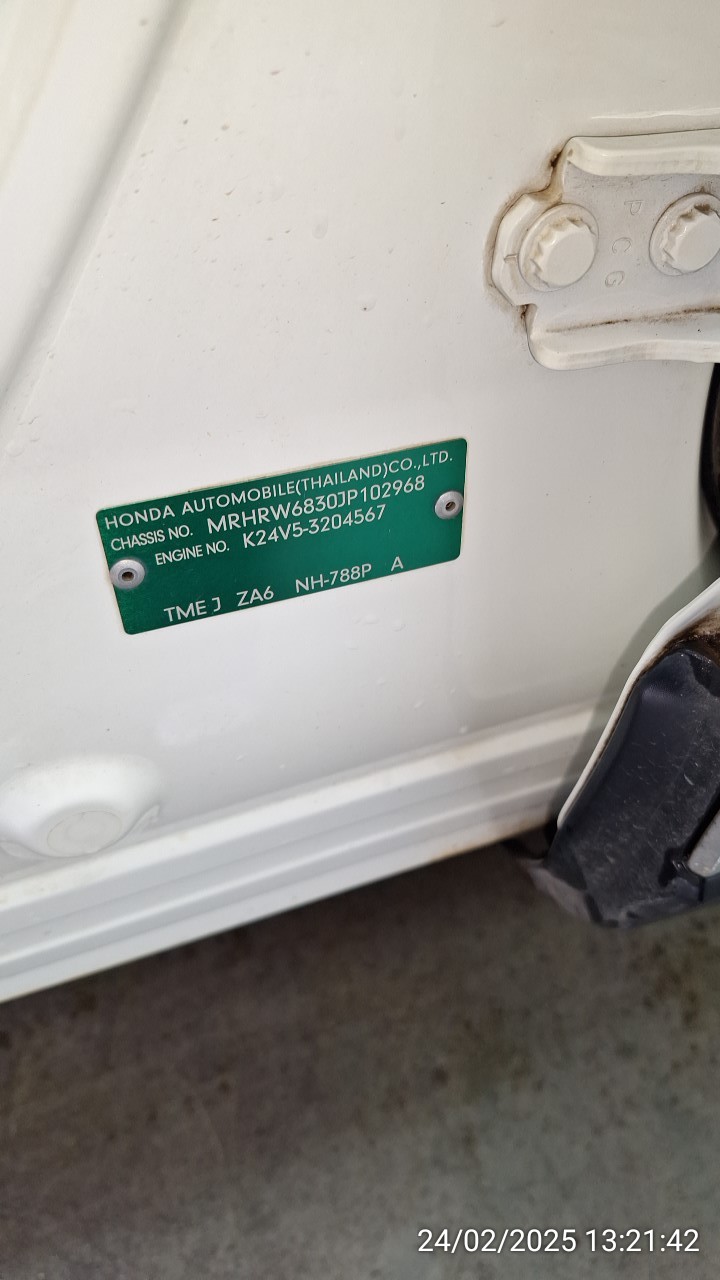 P C G
HONDA AUTOMOBILE(THAILAND)CO.,LTD.
CHASSIS NO. MRHRW6830JP102968
ENGINE NO. K24V5-3204567
TME J ZA6 NH-788P A
24/02/2025 13:21:42